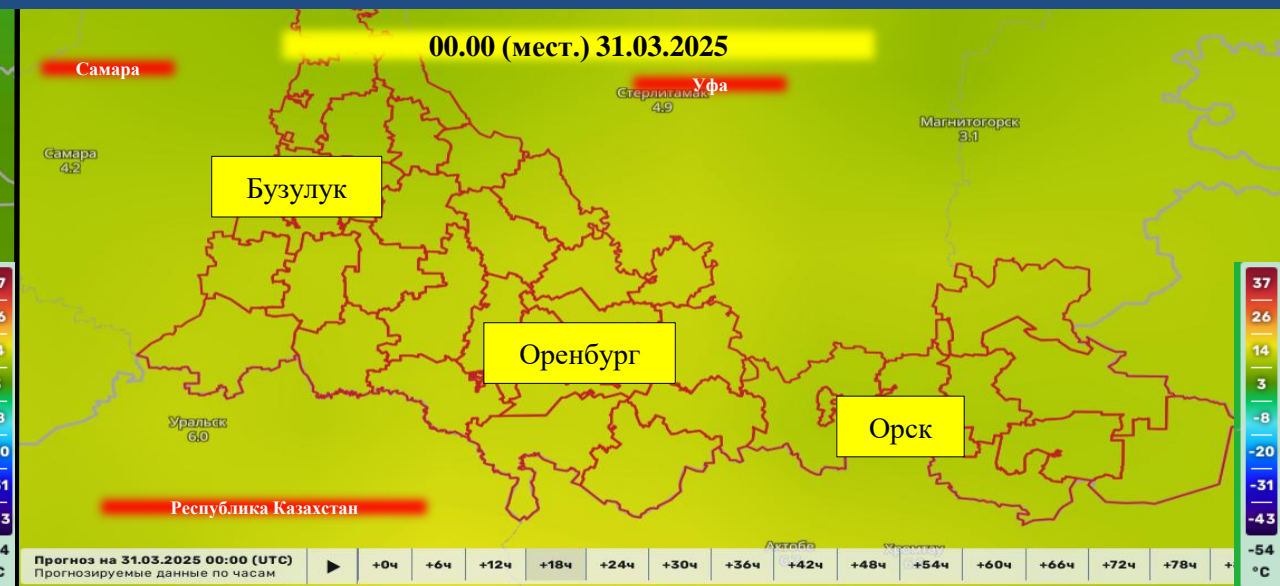 00.00 (мест.) 31.03.2025
Самара
Уфа
Стерлитамак
4.9
Магнитогорск
3.1
Самара
4.2
Бузулук
Оренбург
Орск
Уральск
6.0
Республика Казахстан
Актобе
Хромтау
37
26
14
3
-8
-20
-31
-43
-54
°C
Прогноз на 31.03.2025 00:00 (UTC)
Прогнозируемые данные по часам
▶ +0ч +6ч +12ч +18ч +24ч +30ч +36ч +42ч +48ч +54ч +60ч +66ч +72ч +78ч